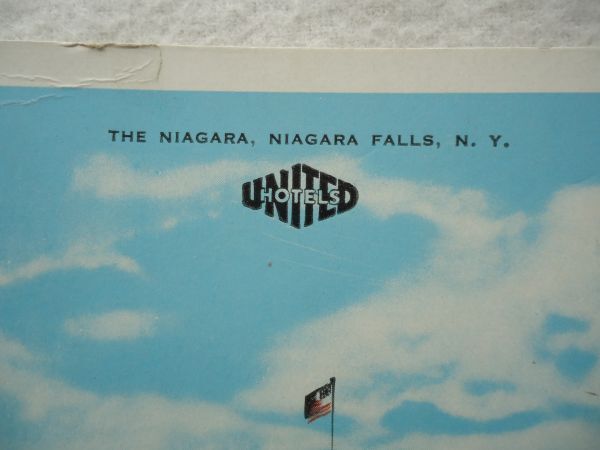 THE NIAGARA, NIAGARA FALLS, N. Y.
UNITED
HOTELS